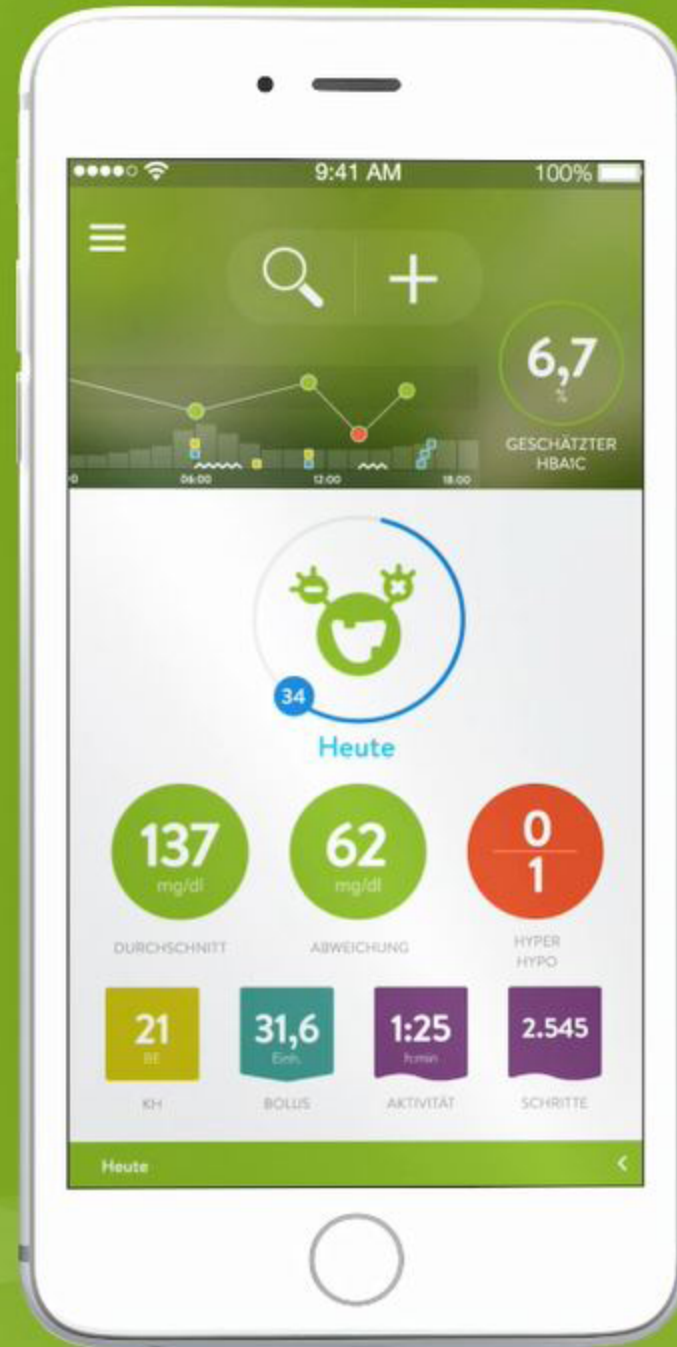 9:41 AM
100%
6,7
%
GESCHÄTZTER
HBA1C
06:00
12:00
18:00
34
Heute
137
mg/dl
DURCHSCHNITT
62
mg/dl
ABWEICHUNG
0
1
HYPER
HYPO
21
BE
KH
31,6
Einh.
BOLUS
1:25
h:min
AKTIVITÄT
2.545
SCHRITTE
Heute